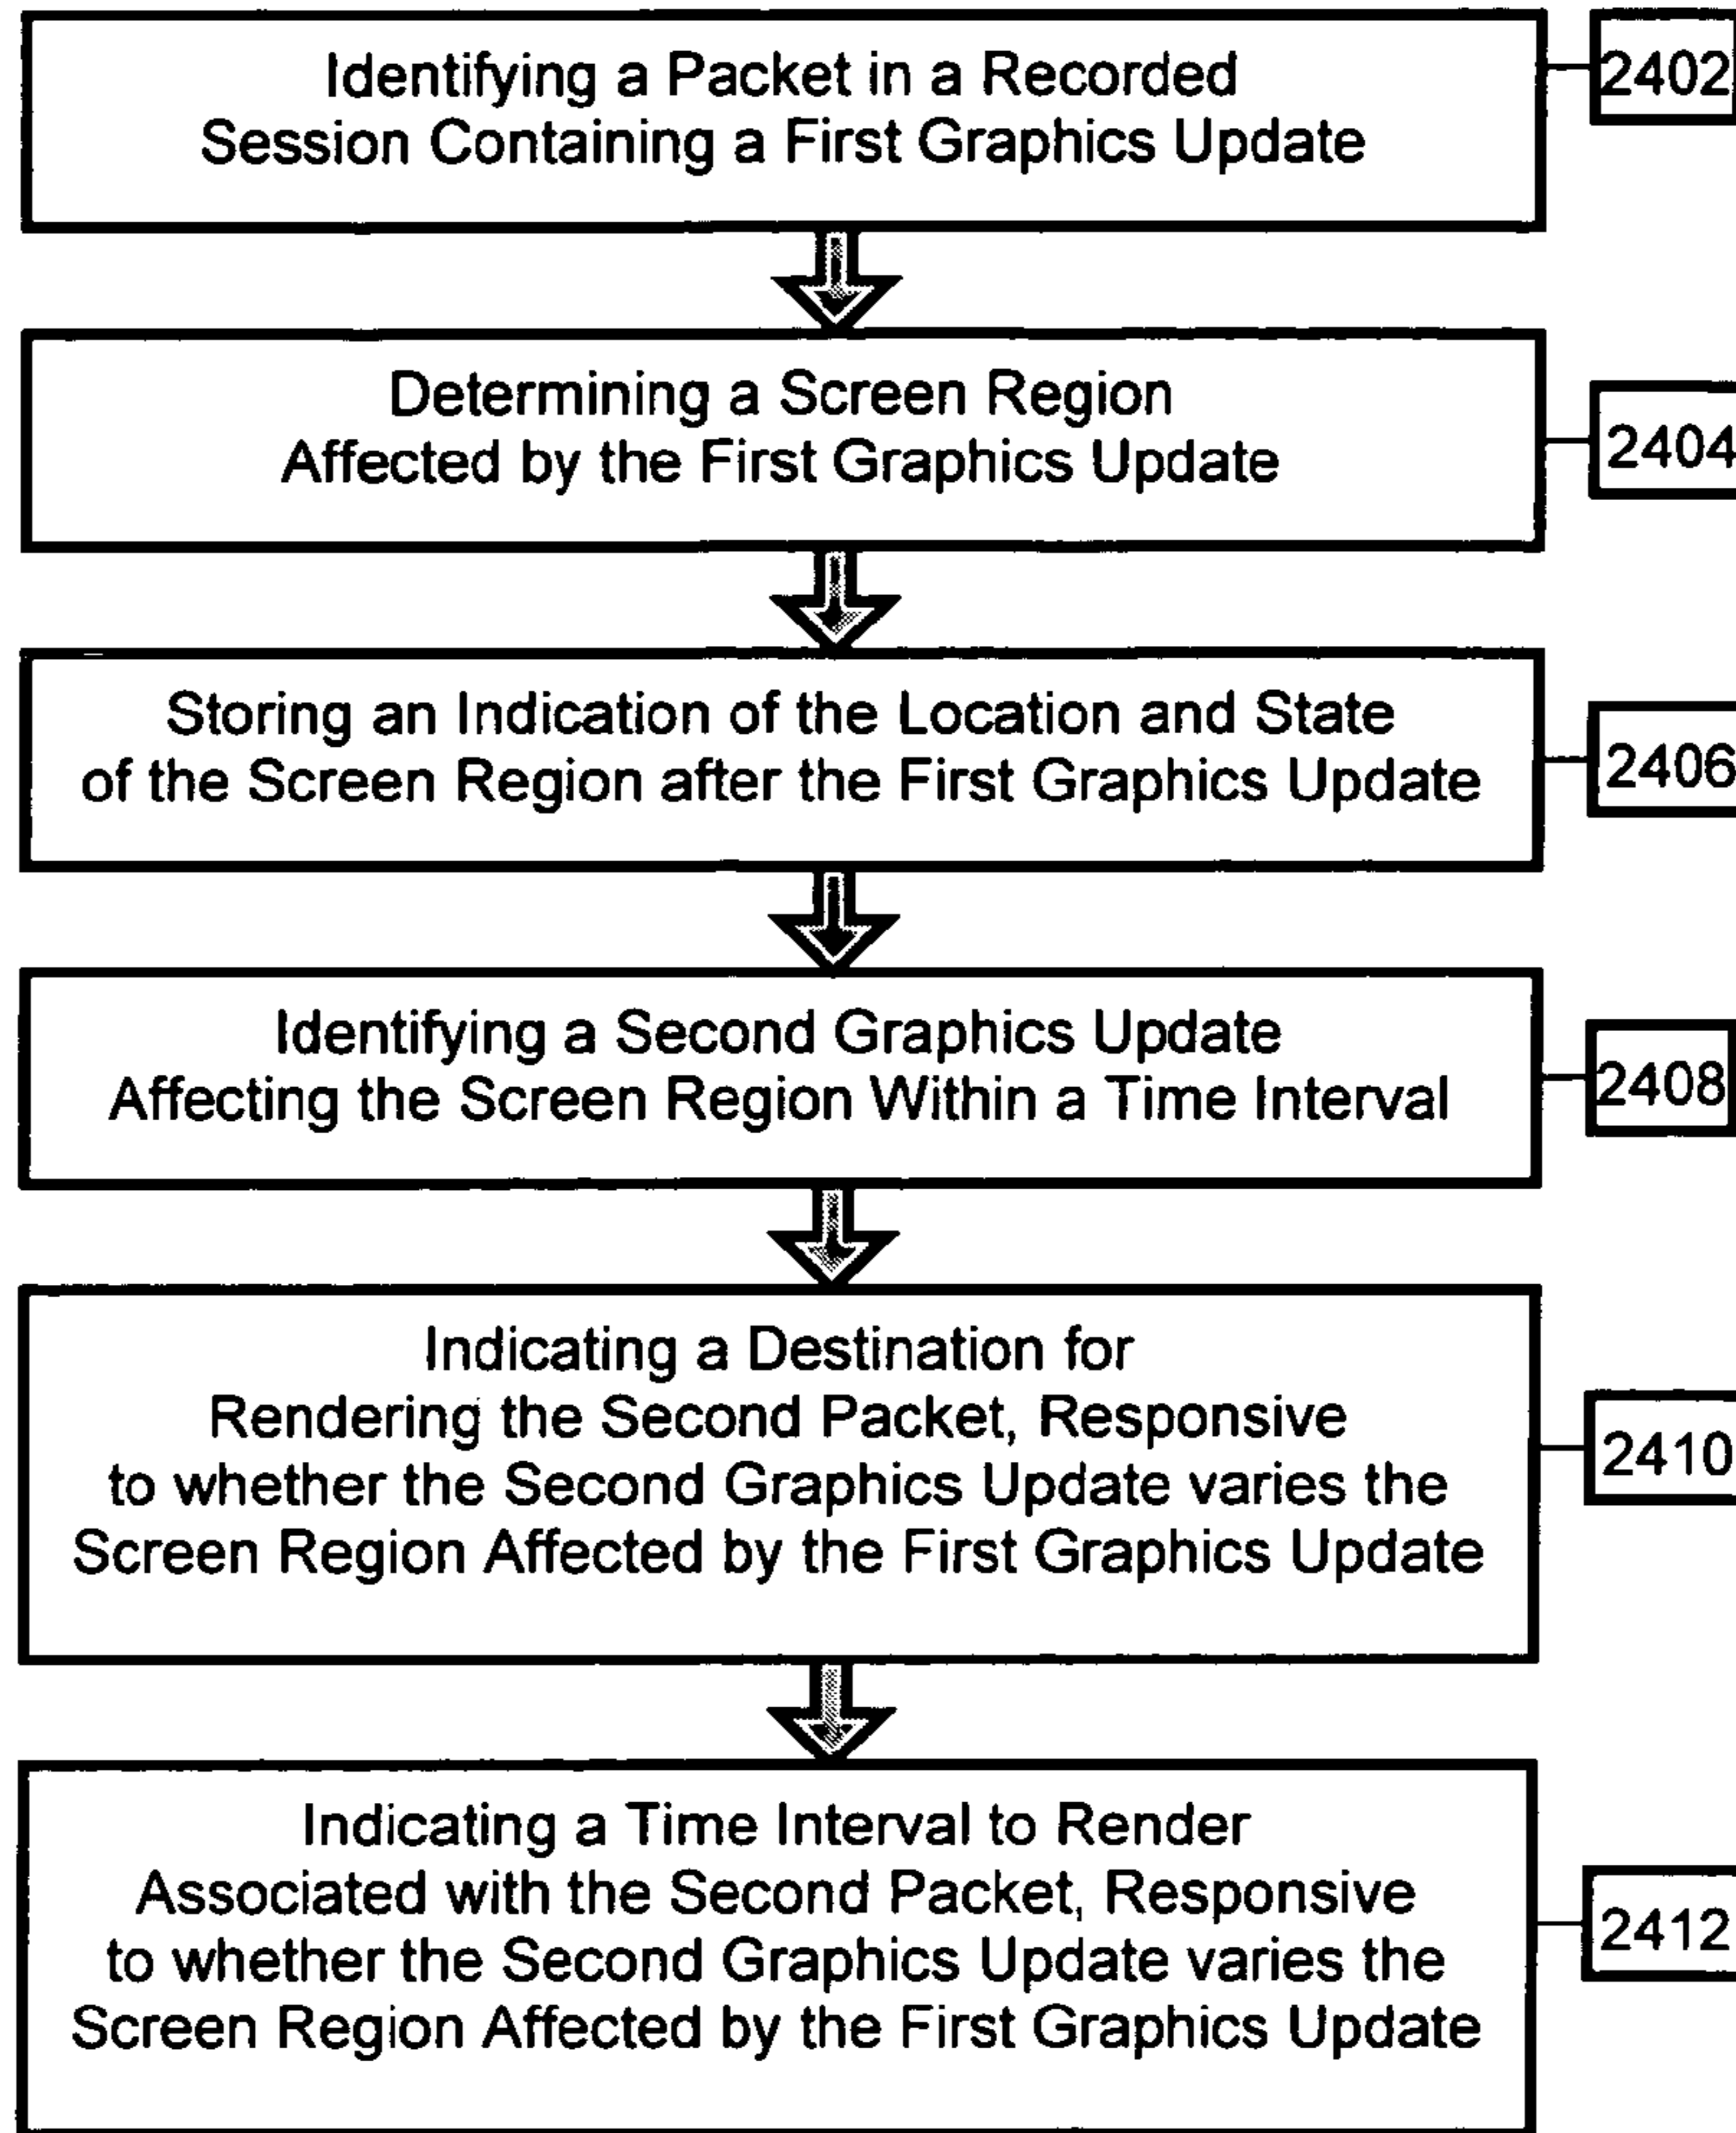 Identifying a Packet in a Recorded
Session Containing a First Graphics Update
2402
Determining a Screen Region
Affected by the First Graphics Update
2404
Storing an Indication of the Location and State
of the Screen Region after the First Graphics Update
2406
Identifying a Second Graphics Update
Affecting the Screen Region Within a Time Interval
2408
Indicating a Destination for
Rendering the Second Packet, Responsive
to whether the Second Graphics Update varies the
Screen Region Affected by the First Graphics Update
2410
Indicating a Time Interval to Render
Associated with the Second Packet, Responsive
to whether the Second Graphics Update varies the
Screen Region Affected by the First Graphics Update
2412